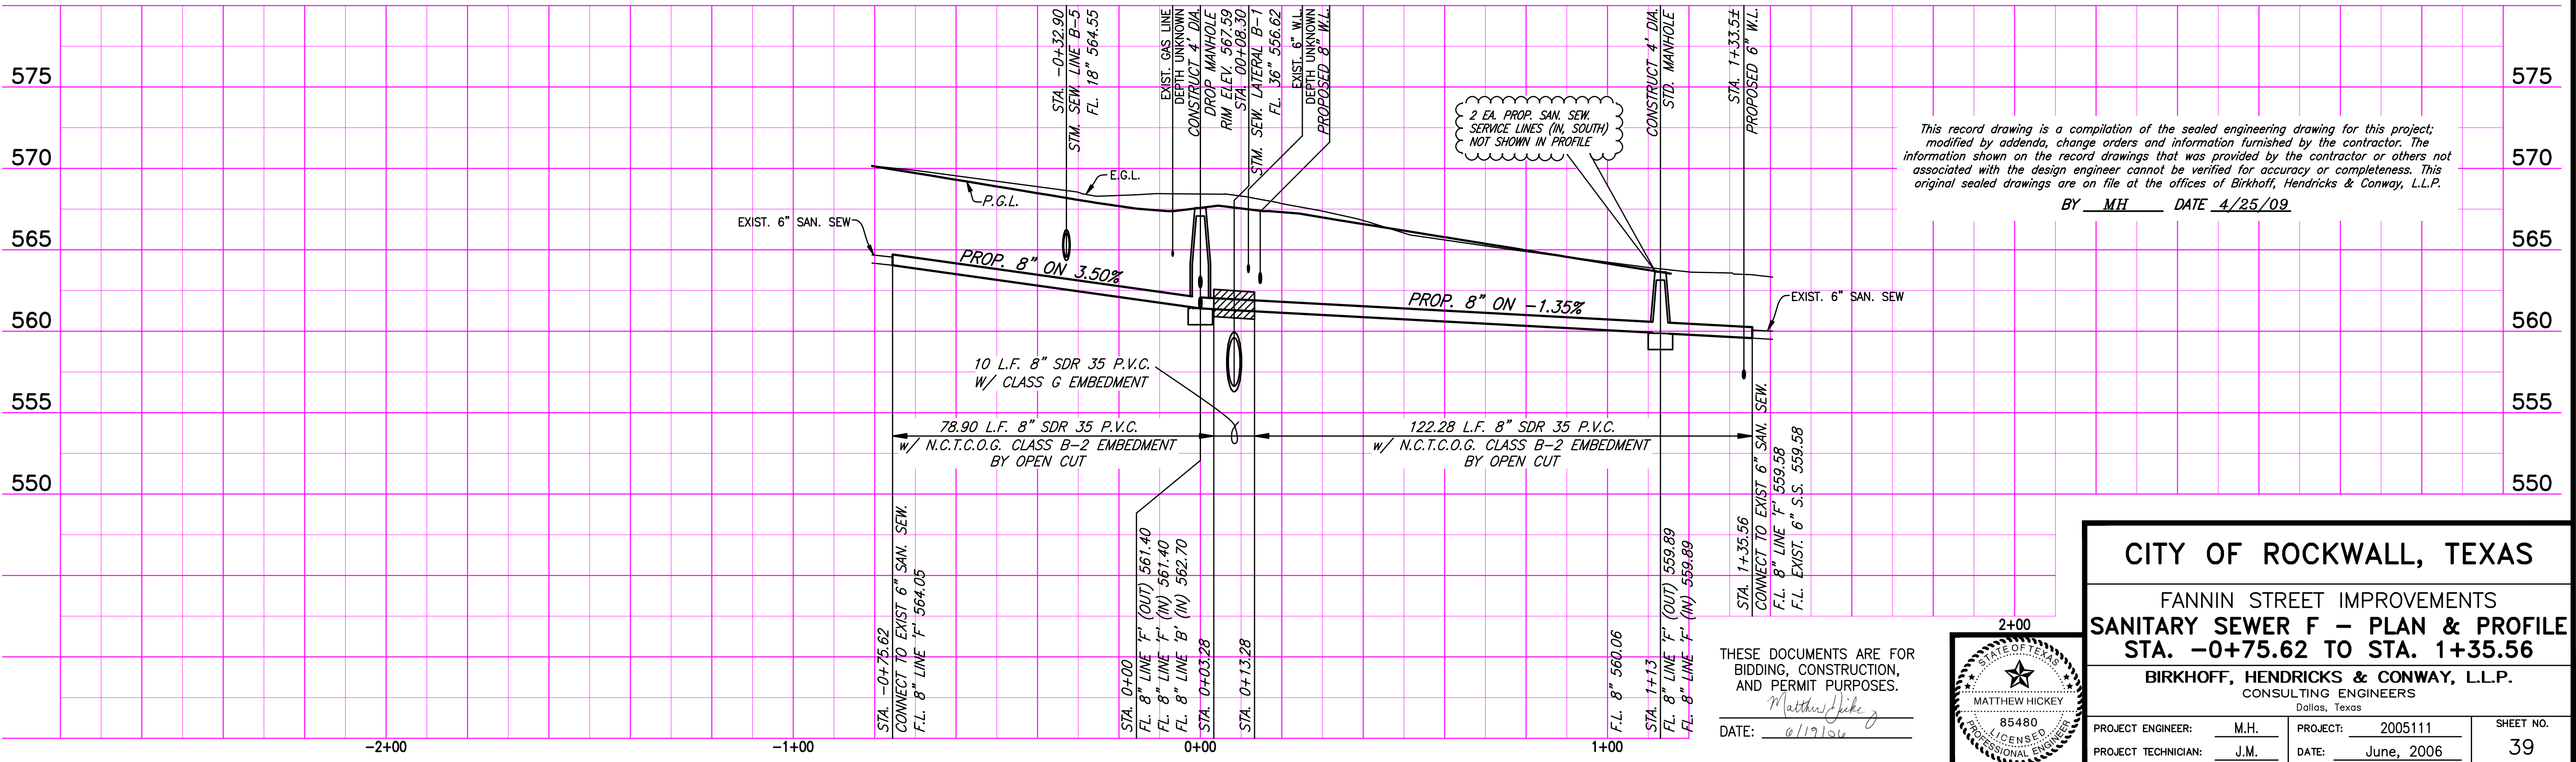 575
570
565
560
555
550
STA. -0+32.90
STM. SEW. LINE B-5
FL. 18" 564.55
EXIST. GAS LINE
DEPTH UNKNOWN
CONSTRUCT 4' DIA.
DROP MANHOLE
RIM ELEV. 567.59
STA. 00+08.30
STM. SEW. LATERAL B-1
FL. 36" 556.62
EXIST. 6" W.L.
DEPTH UNKNOWN
PROPOSED 8" W.L.
CONSTRUCT 4' DIA.
STD. MANHOLE
STA. 1+33.5±
PROPOSED 6" W.L.
2 EA. PROP. SAN. SEW.
SERVICE LINES (IN, SOUTH)
NOT SHOWN IN PROFILE
E.G.L.
P.G.L.
EXIST. 6" SAN. SEW
PROP. 8" ON 3.50%
PROP. 8" ON -1.35%
EXIST. 6" SAN. SEW
10 L.F. 8" SDR 35 P.V.C.
W/ CLASS G EMBEDMENT
78.90 L.F. 8" SDR 35 P.V.C.
w/ N.C.T.C.O.G. CLASS B-2 EMBEDMENT
BY OPEN CUT
122.28 L.F. 8" SDR 35 P.V.C.
w/ N.C.T.C.O.G. CLASS B-2 EMBEDMENT
BY OPEN CUT
STA. -0+75.62
CONNECT TO EXIST 6" SAN. SEW.
F.L. 8" LINE 'F' 564.05
STA. 0+00
FL. 8" LINE 'F' (OUT) 561.40
FL. 8" LINE 'F' (IN) 561.40
FL. 8" LINE 'B' (IN) 562.70
STA. 0+03.28
STA. 0+13.28
F.L. 8" 560.06
STA. 1+13
FL. 8" LINE 'F' (OUT) 559.89
FL. 8" LINE 'F' (IN) 559.89
STA. 1+35.56
CONNECT TO EXIST 6" SAN. SEW.
F.L. 8" LINE 'F' 559.58
F.L. EXIST. 6" S.S. 559.58
-2+00
-1+00
0+00
1+00
2+00
575
570
565
560
555
550
This record drawing is a compilation of the sealed engineering drawing for this project;
modified by addenda, change orders and information furnished by the contractor. The
information shown on the record drawings that was provided by the contractor or others not
associated with the design engineer cannot be verified for accuracy or completeness. This
original sealed drawings are on file at the offices of Birkhoff, Hendricks & Conway, L.L.P.
BY MH DATE 4/25/09
THESE DOCUMENTS ARE FOR
BIDDING, CONSTRUCTION,
AND PERMIT PURPOSES.
Matthew Hickey
DATE: 6/19/06
STATE OF TEXAS
MATTHEW HICKEY
85480
LICENSED
PROFESSIONAL ENGINEER
CITY OF ROCKWALL, TEXAS
FANNIN STREET IMPROVEMENTS
SANITARY SEWER F - PLAN & PROFILE
STA. -0+75.62 TO STA. 1+35.56
BIRKHOFF, HENDRICKS & CONWAY, L.L.P.
CONSULTING ENGINEERS
Dallas, Texas
PROJECT ENGINEER: M.H. PROJECT: 2005111 SHEET NO.
PROJECT TECHNICIAN: J.M. DATE: June, 2006 39